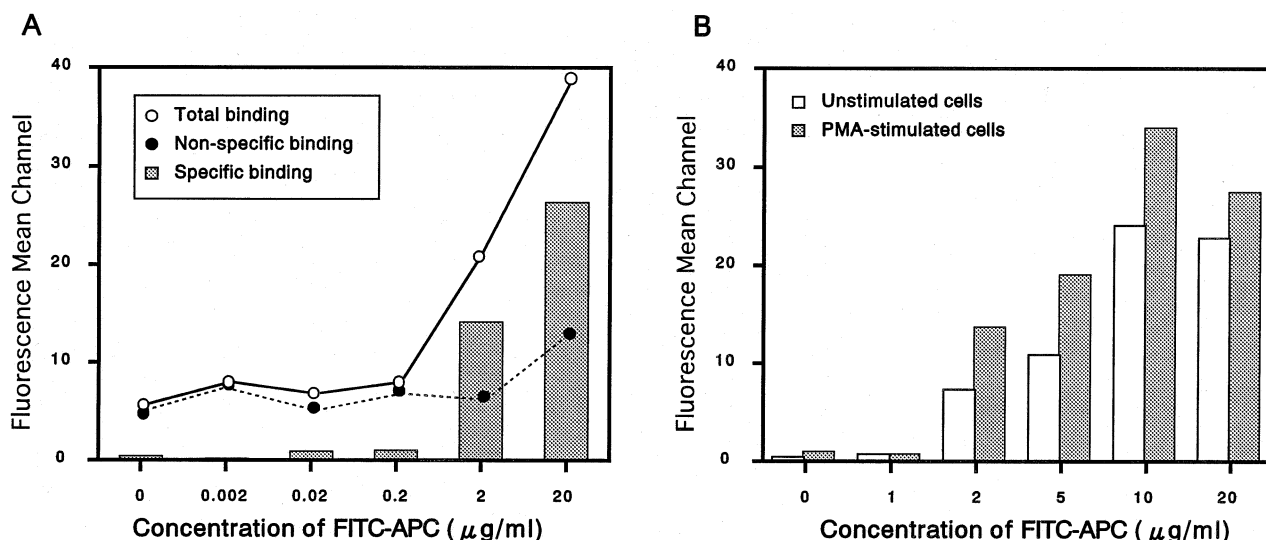 A
Fluorescence Mean Channel
40
30
20
10
0
Total binding
Non-specific binding
Specific binding
0 0.002 0.02 0.2 2 20
Concentration of FITC-APC ( μg/ml)
B
Fluorescence Mean Channel
40
30
20
10
0
Unstimulated cells
PMA-stimulated cells
0 1 2 5 10 20
Concentration of FITC-APC ( μg/ml)